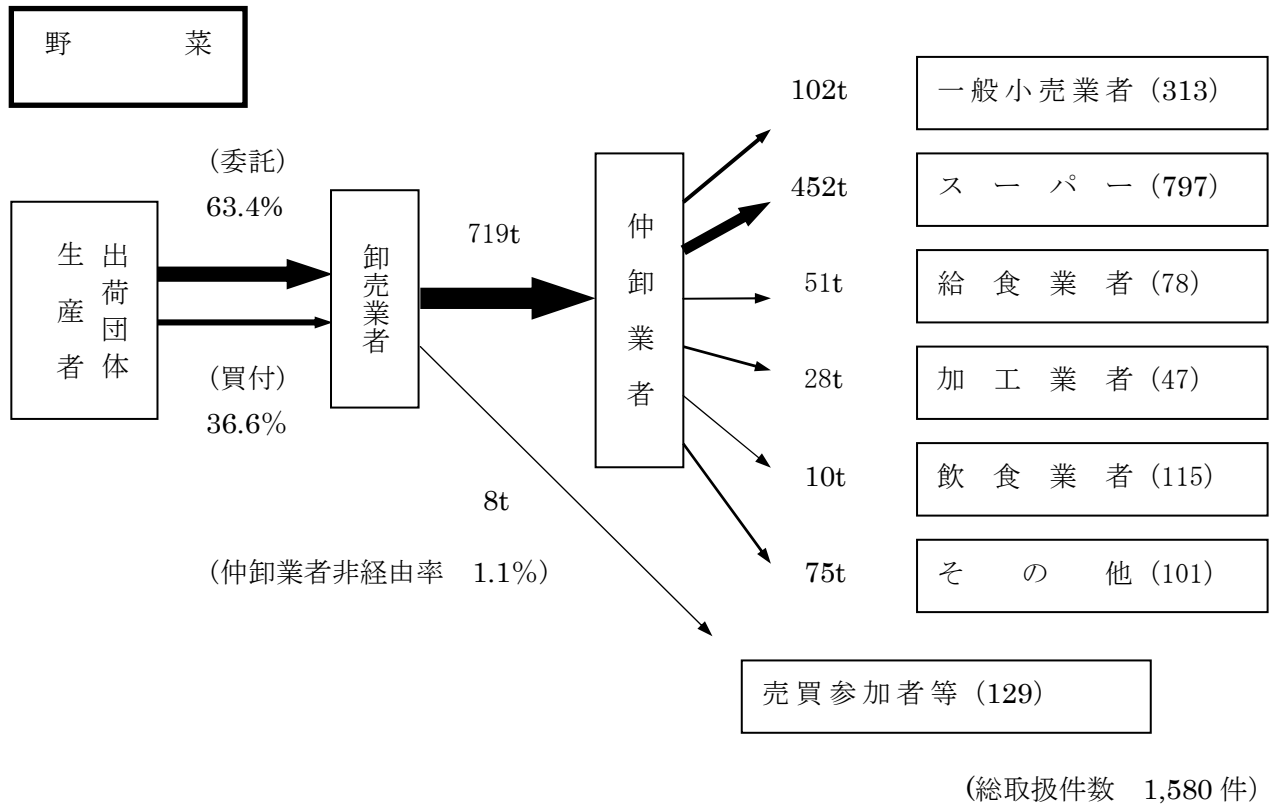 野 菜
(委託)
63.4%
生産者
出荷団体
(買付)
36.6%
卸売業者
719t
仲卸業者
102t
一般小売業者 (313)
452t
スーパー (797)
51t
給食業者 (78)
28t
加工業者 (47)
10t
飲食業者 (115)
75t
その他 (101)
8t
(仲卸業者非経由率 1.1%)
売買参加者等 (129)
(総取扱件数 1,580 件)